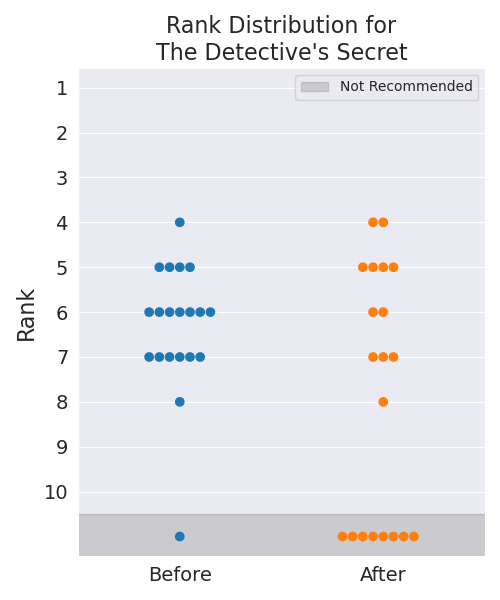 Rank Distribution for
The Detective's Secret
Not Recommended
1
2
3
4
5
6
7
8
9
10
Rank
Before After